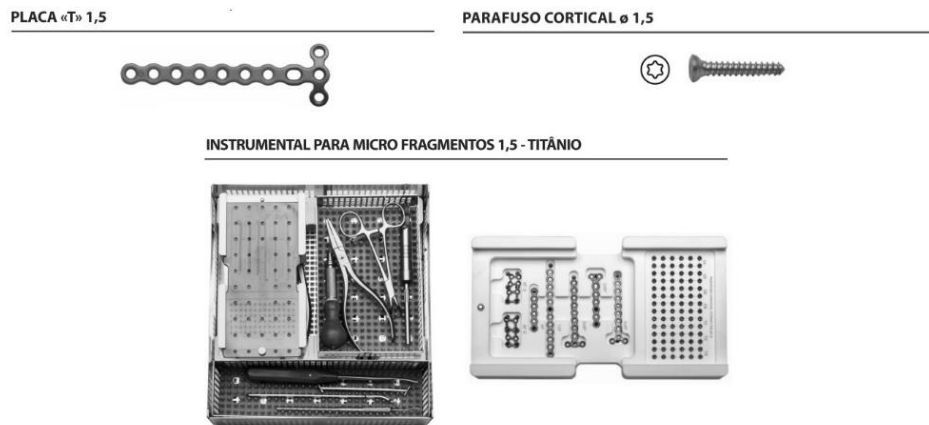 PLACA «T» 1,5
PARAFUSO CORTICAL ø 1,5
INSTRUMENTAL PARA MICRO FRAGMENTOS 1,5 - TITÂNIO